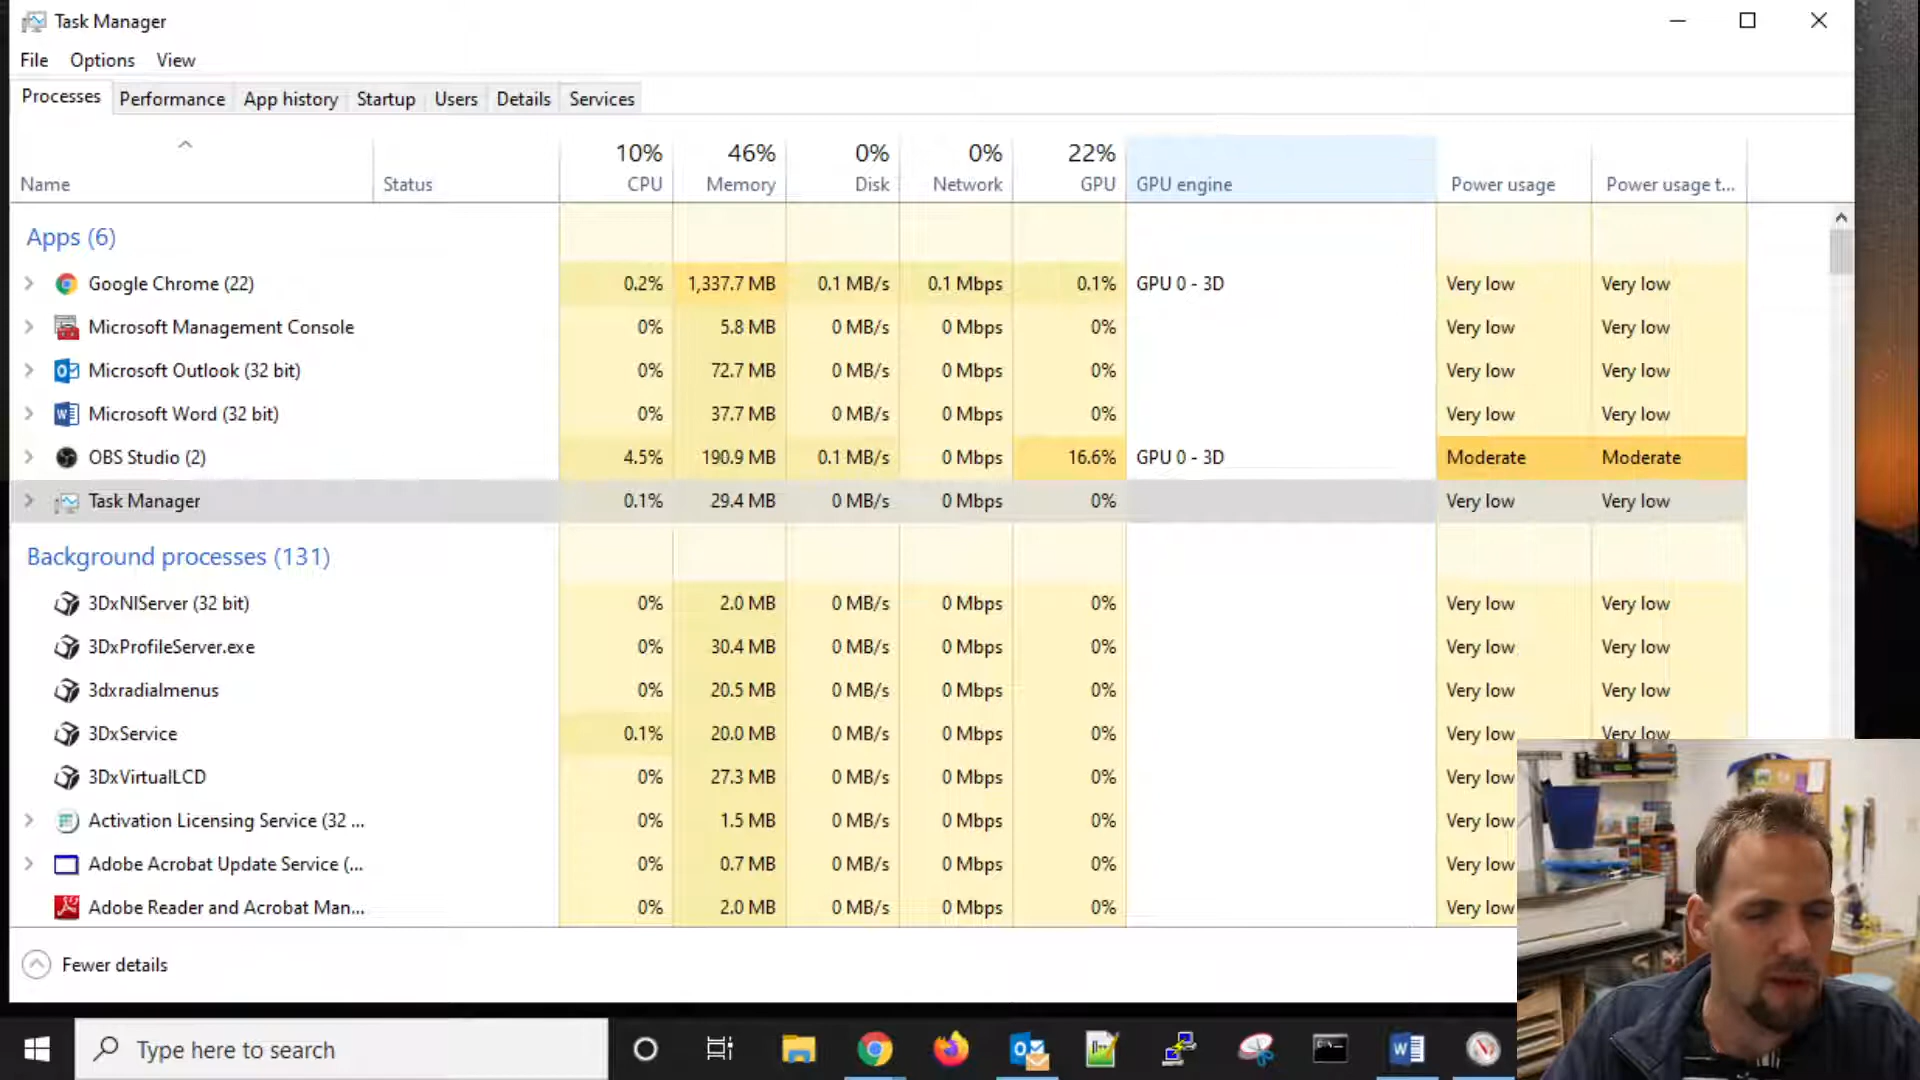 Task Manager
File Options View
Processes Performance App history Startup Users Details Services
10% 46% 0% 0% 22%
Name Status CPU Memory Disk Network GPU GPU engine Power usage Power usage t...
Apps (6)
Google Chrome (22) 0.2% 1,337.7 MB 0.1 MB/s 0.1 Mbps 0.1% GPU 0 - 3D Very low Very low
Microsoft Management Console 0% 5.8 MB 0 MB/s 0 Mbps 0% Very low Very low
Microsoft Outlook (32 bit) 0% 72.7 MB 0 MB/s 0 Mbps 0% Very low Very low
Microsoft Word (32 bit) 0% 37.7 MB 0 MB/s 0 Mbps 0% Very low Very low
OBS Studio (2) 4.5% 190.9 MB 0.1 MB/s 0 Mbps 16.6% GPU 0 - 3D Moderate Moderate
Task Manager 0.1% 29.4 MB 0 MB/s 0 Mbps 0% Very low Very low
Background processes (131)
3DxNlServer (32 bit) 0% 2.0 MB 0 MB/s 0 Mbps 0% Very low Very low
3DxProfileServer.exe 0% 30.4 MB 0 MB/s 0 Mbps 0% Very low Very low
3dxradialmenus 0% 20.5 MB 0 MB/s 0 Mbps 0% Very low Very low
3DxService 0.1% 20.0 MB 0 MB/s 0 Mbps 0% Very low Very low
3DxVirtualLCD 0% 27.3 MB 0 MB/s 0 Mbps 0% Very low
Activation Licensing Service (32 ... 0% 1.5 MB 0 MB/s 0 Mbps 0% Very low
Adobe Acrobat Update Service (... 0% 0.7 MB 0 MB/s 0 Mbps 0% Very low
Adobe Reader and Acrobat Man... 0% 2.0 MB 0 MB/s 0 Mbps 0% Very low
Fewer details
Type here to search